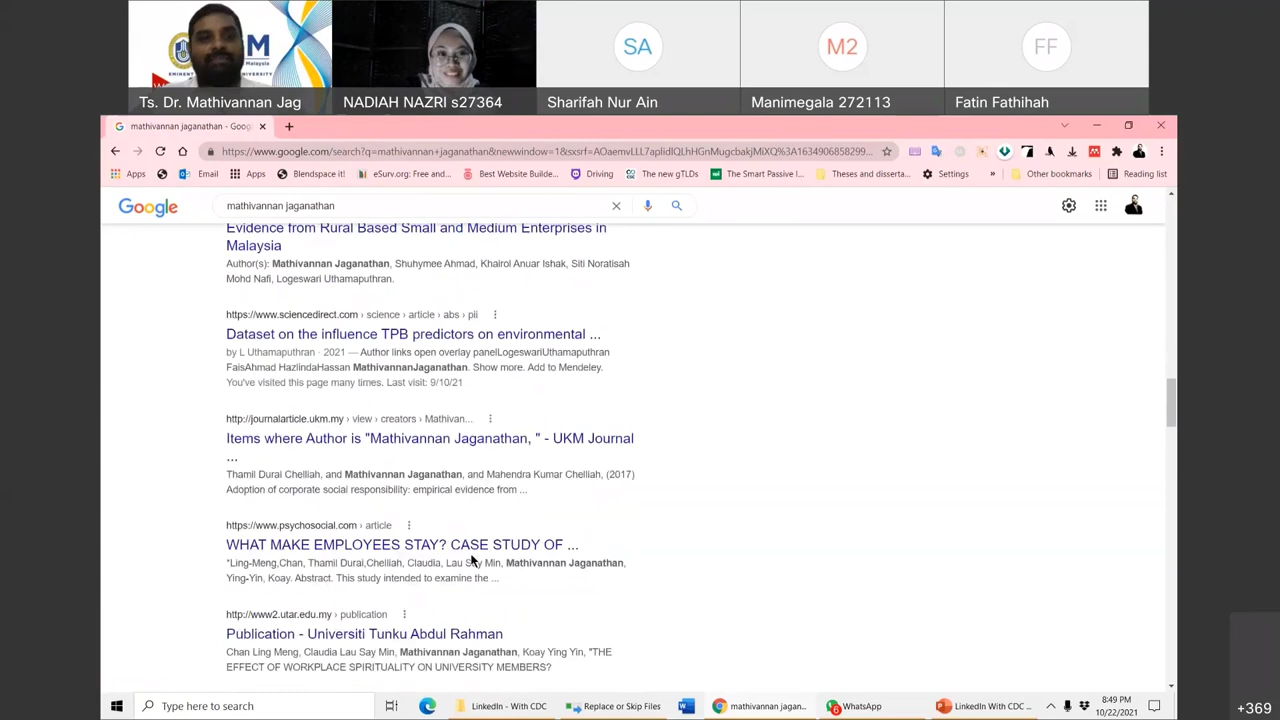 M
Malaysia
EMINENT
UNIVERSITY
SA
M2
FF
Ts. Dr. Mathivannan Jag
NADIAH NAZRI s27364
Sharifah Nur Ain
Manimegala 272113
Fatin Fathihah
mathivannan jaganathan - Goog
https://www.google.com/search?q=mathivannan+jaganathan&newwindow=1&sxsrf=AOaemvLLL7aplidlQLhHGnMugcbakjMiXQ%3A1634906858299...
Apps
Email
Apps
Blendspace it!
eSurv.org: Free and...
Best Website Builde...
Driving
The new gTLDs
The Smart Passive I...
Theses and disserta...
Settings
»
Other bookmarks
Reading list
Google
mathivannan jaganathan
Evidence from Rural Based Small and Medium Enterprises in
Malaysia
Author(s): Mathivannan Jaganathan, Shuhymee Ahmad, Khairol Anuar Ishak, Siti Noratisah
Mohd Nafi, Logeswari Uthamaputhran.
https://www.sciencedirect.com › science › article › abs › pii
Dataset on the influence TPB predictors on environmental ...
by L Uthamaputhran · 2021 — Author links open overlay panelLogeswariUthamaputhran
FaisAhmad HazlindaHassan MathivannanJaganathan. Show more. Add to Mendeley.
You've visited this page many times. Last visit: 9/10/21
http://journalarticle.ukm.my › view › creators › Mathivan...
Items where Author is "Mathivannan Jaganathan, " - UKM Journal
...
Thamil Durai Chelliah, and Mathivannan Jaganathan, and Mahendra Kumar Chelliah, (2017)
Adoption of corporate social responsibility: empirical evidence from ...
https://www.psychosocial.com › article
WHAT MAKE EMPLOYEES STAY? CASE STUDY OF ...
*Ling-Meng,Chan, Thamil Durai,Chelliah, Claudia, Lau Say Min, Mathivannan Jaganathan,
Ying-Yin, Koay. Abstract. This study intended to examine the ...
http://www2.utar.edu.my › publication
Publication - Universiti Tunku Abdul Rahman
Chan Ling Meng, Claudia Lau Say Min, Mathivannan Jaganathan, Koay Ying Yin, "THE
EFFECT OF WORKPLACE SPIRITUALITY ON UNIVERSITY MEMBERS?
Type here to search
LinkedIn - With CDC
Replace or Skip Files
mathivannan jagan...
6
WhatsApp
LinkedIn With CDC ...
8:49 PM
10/22/2021
+369